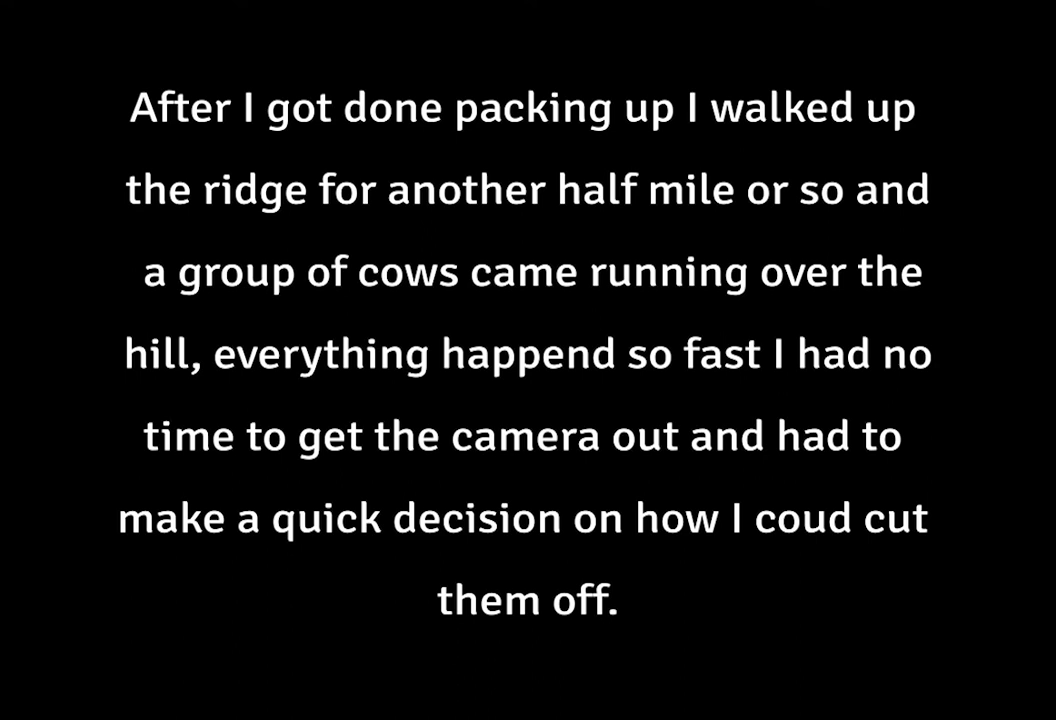 After I got done packing up I walked up
the ridge for another half mile or so and
a group of cows came running over the
hill, everything happend so fast I had no
time to get the camera out and had to
make a quick decision on how I coud cut
them off.